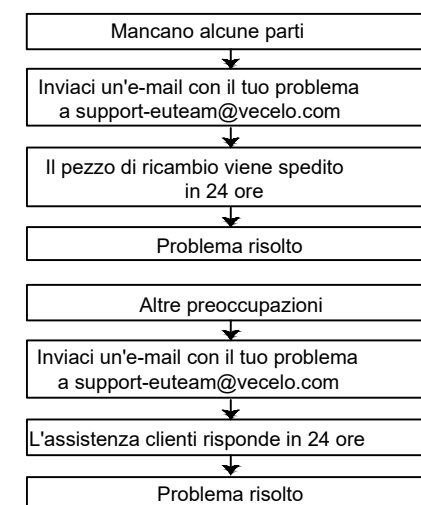 Mancano alcune parti
Inviaci un'e-mail con il tuo problema
a support-euteam@vecelo.com
Il pezzo di ricambio viene spedito
in 24 ore
Problema risolto
Altre preoccupazioni
Inviaci un'e-mail con il tuo problema
a support-euteam@vecelo.com
L'assistenza clienti risponde in 24 ore
Problema risolto